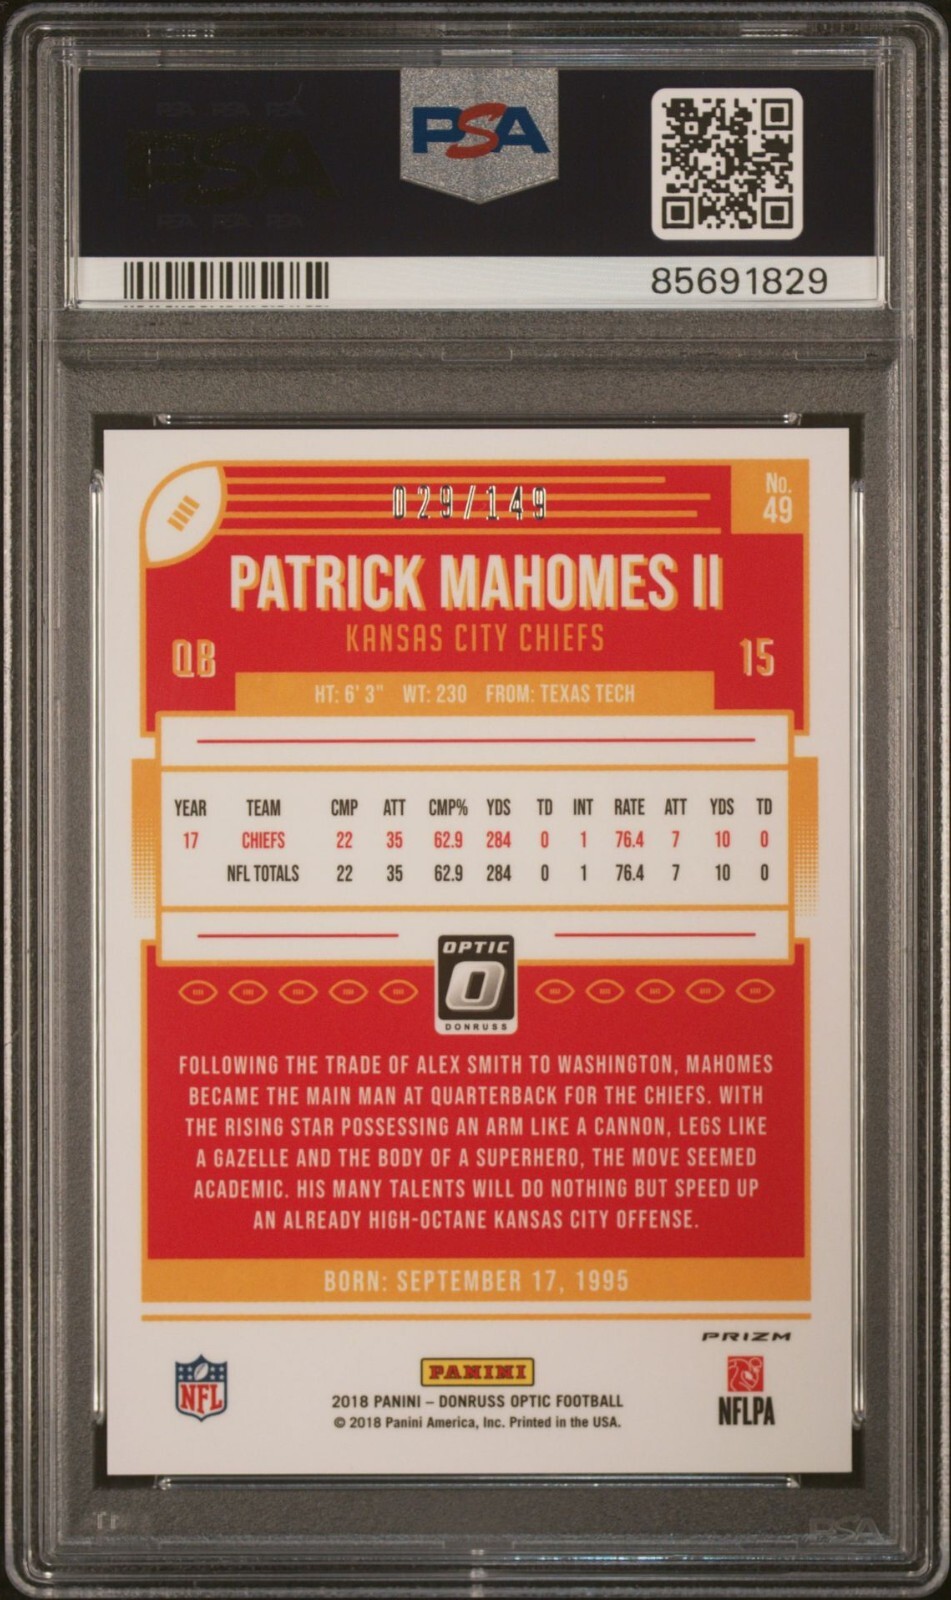 PSA
85691829
029/149
No.
49
PATRICK MAHOMES II
KANSAS CITY CHIEFS
QB
15
HT: 6' 3" WT: 230 FROM: TEXAS TECH
YEAR TEAM CMP ATT CMP% YDS TD INT RATE ATT YDS TD
17 CHIEFS 22 35 62.9 284 0 1 76.4 7 10 0
NFL TOTALS 22 35 62.9 284 0 1 76.4 7 10 0
OPTIC
O
DONRUSS
FOLLOWING THE TRADE OF ALEX SMITH TO WASHINGTON, MAHOMES
BECAME THE MAIN MAN AT QUARTERBACK FOR THE CHIEFS. WITH
THE RISING STAR POSSESSING AN ARM LIKE A CANNON, LEGS LIKE
A GAZELLE AND THE BODY OF A SUPERHERO, THE MOVE SEEMED
ACADEMIC. HIS MANY TALENTS WILL DO NOTHING BUT SPEED UP
AN ALREADY HIGH-OCTANE KANSAS CITY OFFENSE.
BORN: SEPTEMBER 17, 1995
PRIZM
NFL
PANINI
2018 PANINI – DONRUSS OPTIC FOOTBALL
© 2018 Panini America, Inc. Printed in the USA.
NFLPA
PSA